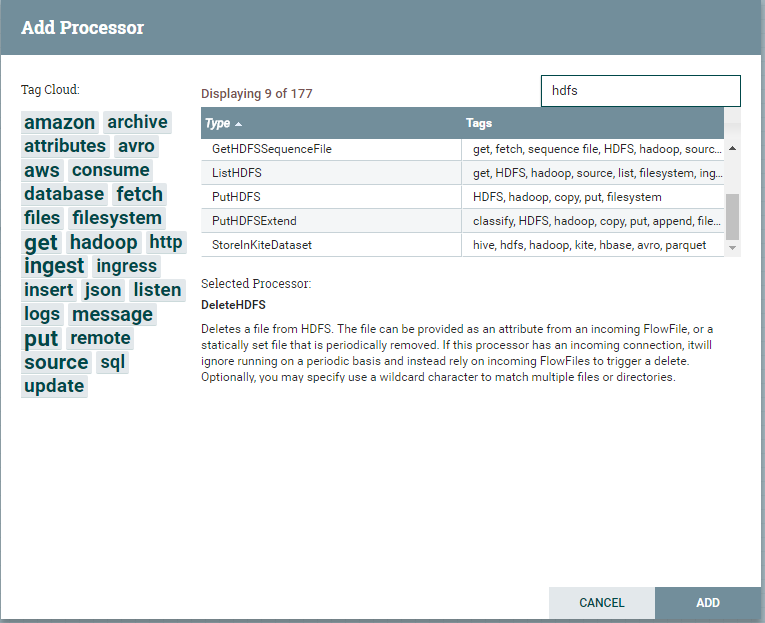 Add Processor
Tag Cloud:
Displaying 9 of 177
hdfs
amazon archive
attributes avro
aws consume
database fetch
files filesystem
get hadoop http
ingest ingress
insert json listen
logs message
put remote
source sql
update
Type Tags
GetHDFSSequenceFile get, fetch, sequence file, HDFS, hadoop, sourc...
ListHDFS get, HDFS, hadoop, source, list, filesystem, ing...
PutHDFS HDFS, hadoop, copy, put, filesystem
PutHDFSExtend classify, HDFS, hadoop, copy, put, append, file...
StoreInKiteDataset hive, hdfs, hadoop, kite, hbase, avro, parquet
Selected Processor:
DeleteHDFS
Deletes a file from HDFS. The file can be provided as an attribute from an incoming FlowFile, or a
statically set file that is periodically removed. If this processor has an incoming connection, itwill
ignore running on a periodic basis and instead rely on incoming FlowFiles to trigger a delete.
Optionally, you may specify use a wildcard character to match multiple files or directories.
CANCEL ADD